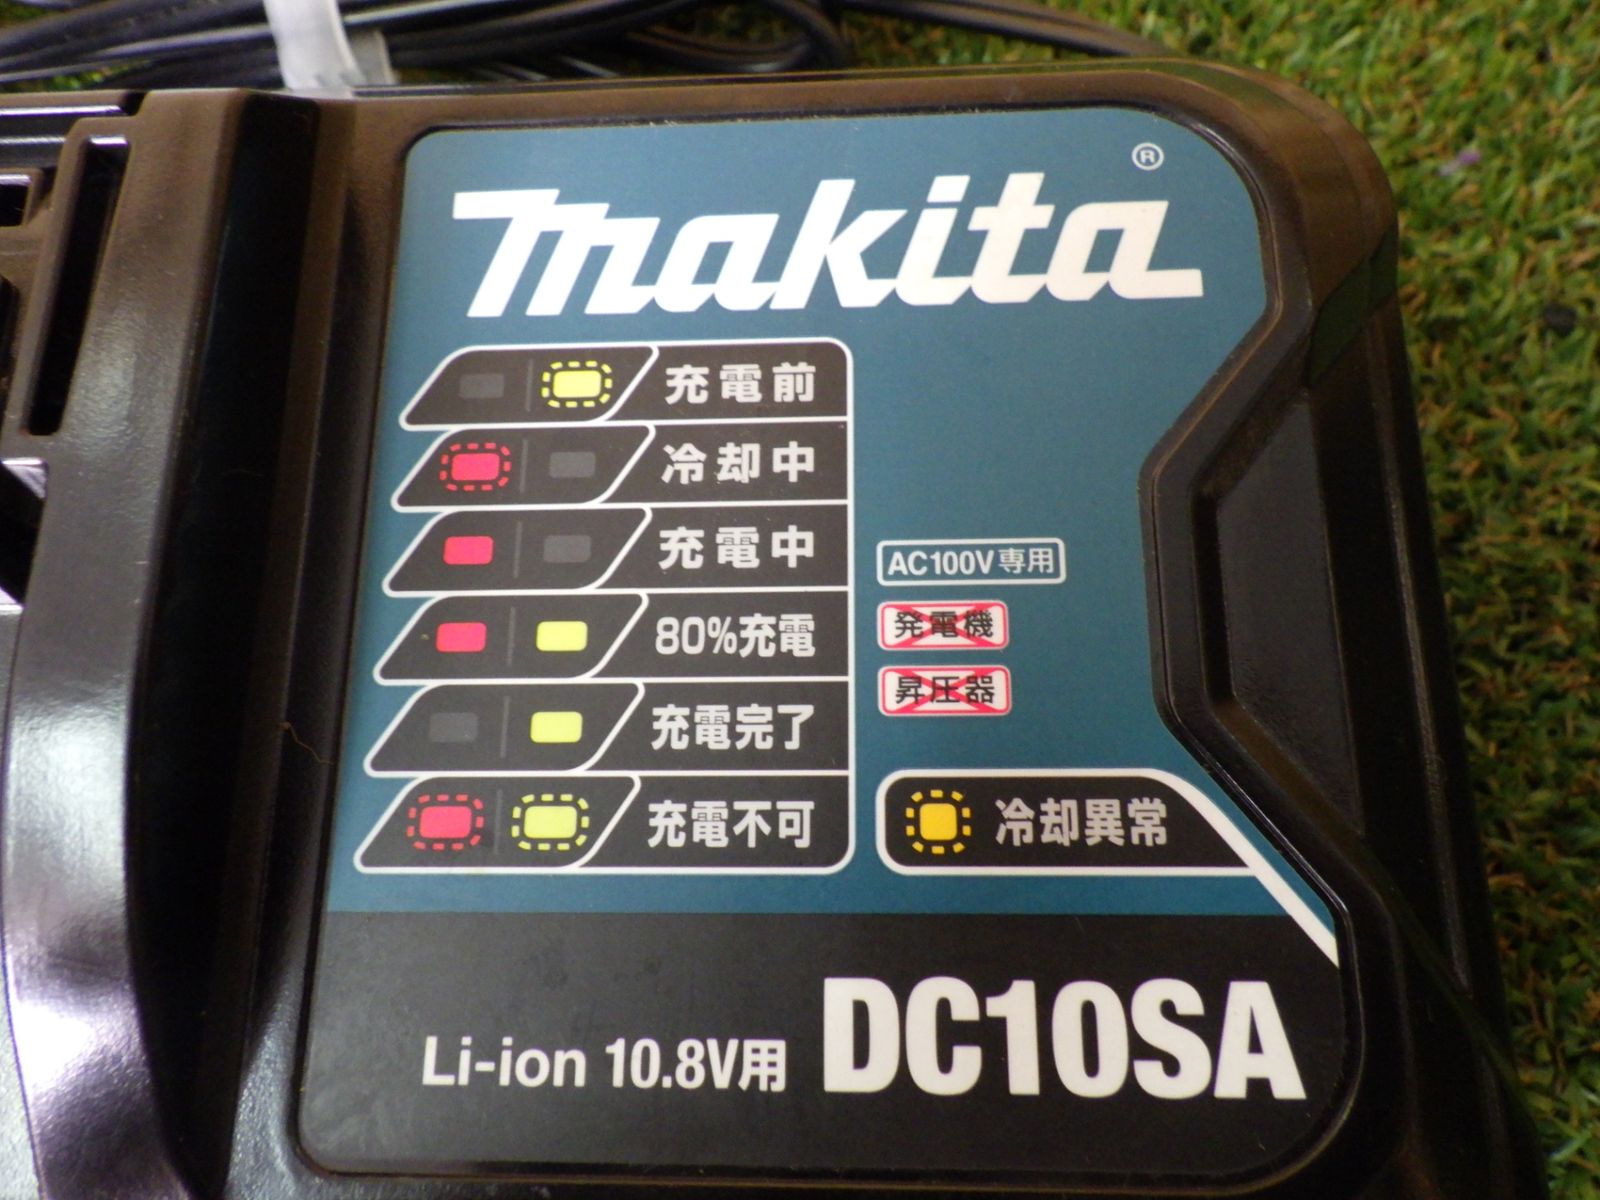 makita®
充電前
冷却中
充電中
80%充電
充電完了
充電不可
AC100V専用
発電機
昇圧器
冷却異常
Li-ion 10.8V用 DC10SA